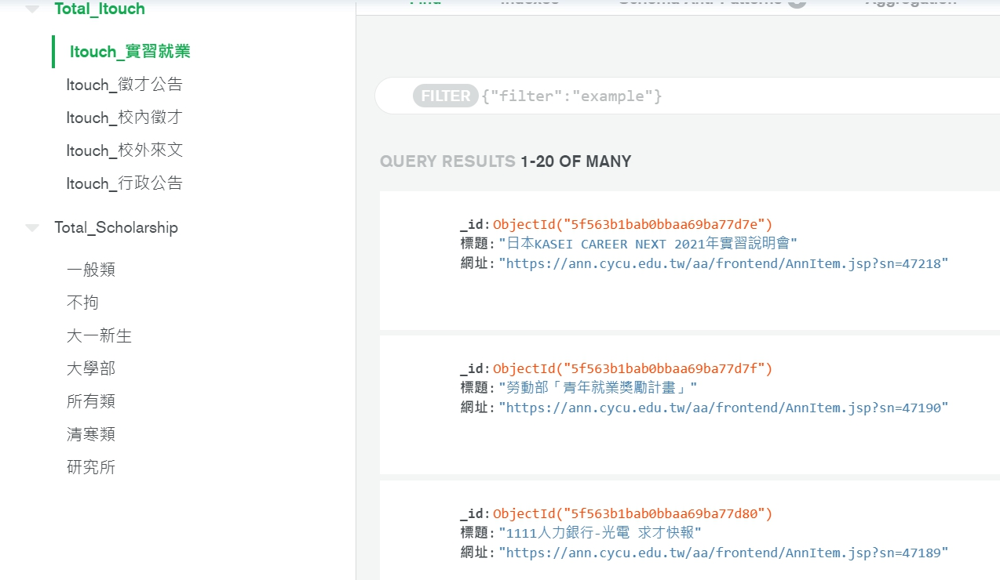 Total_Itouch
Itouch_實習就業
Itouch_徵才公告
Itouch_校內徵才
Itouch_校外來文
Itouch_行政公告
Total_Scholarship
一般類
不拘
大一新生
大學部
所有類
清寒類
研究所
Find Indexes Schema Anti-Patterns Aggregation
FILTER {"filter":"example"}
QUERY RESULTS 1-20 OF MANY
_id: ObjectId("5f563b1bab0bbaa69ba77d7e")
標題: "日本KASEI CAREER NEXT 2021年實習說明會"
網址: "https://ann.cycu.edu.tw/aa/frontend/AnnItem.jsp?sn=47218"
_id: ObjectId("5f563b1bab0bbaa69ba77d7f")
標題: "勞動部「青年就業獎勵計畫」"
網址: "https://ann.cycu.edu.tw/aa/frontend/AnnItem.jsp?sn=47190"
_id: ObjectId("5f563b1bab0bbaa69ba77d80")
標題: "1111人力銀行-光電 求才快報"
網址: "https://ann.cycu.edu.tw/aa/frontend/AnnItem.jsp?sn=47189"